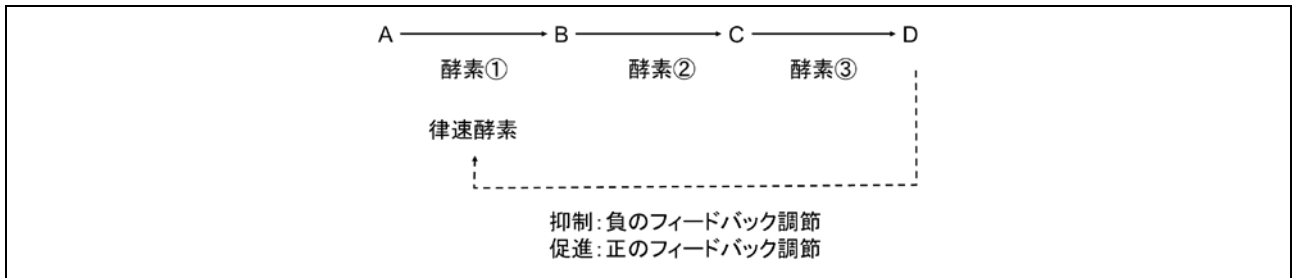 A B C D
酵素① 酵素② 酵素③
律速酵素
抑制：負のフィードバック調節
促進：正のフィードバック調節